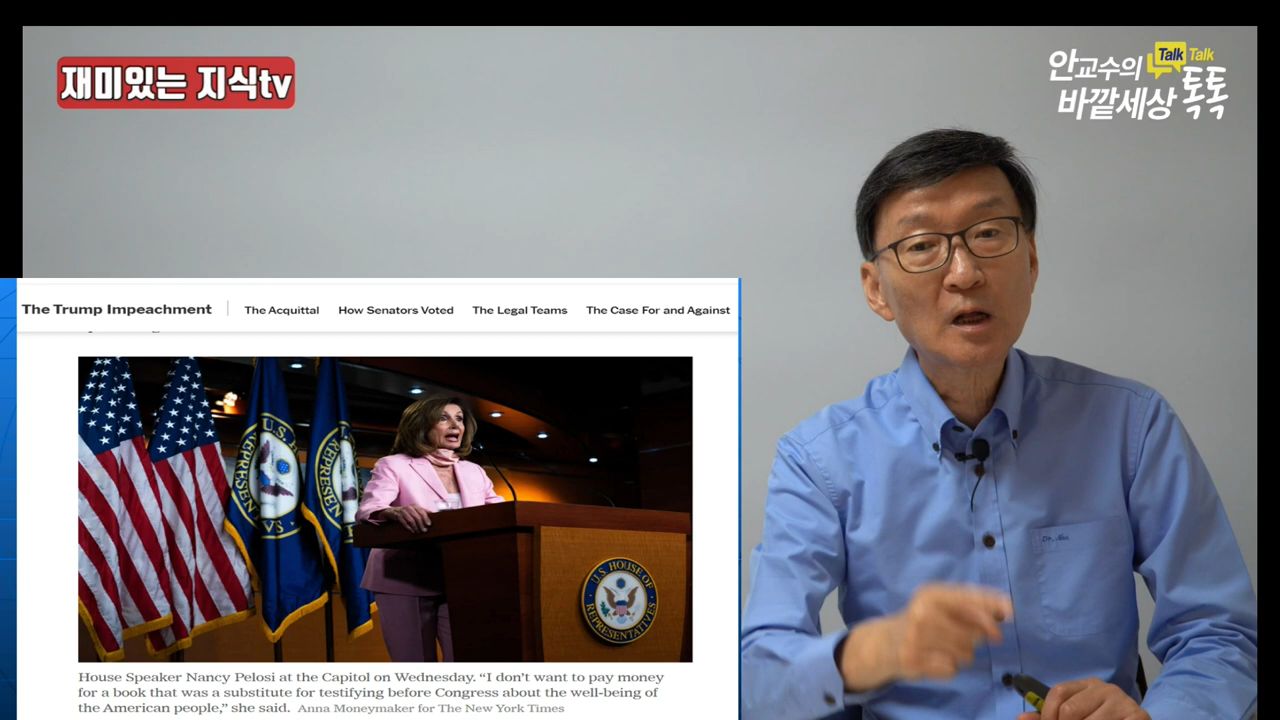 재미있는 지식tv
안교수의 Talk Talk
바깥세상 톡톡
The Trump Impeachment
The Acquittal
How Senators Voted
The Legal Teams
The Case For and Against
U.S. HOUSE OF
REPRESENTATIVES
House Speaker Nancy Pelosi at the Capitol on Wednesday. “I don’t want to pay money
for a book that was a substitute for testifying before Congress about the well-being of
the American people,” she said. Anna Moneymaker for The New York Times